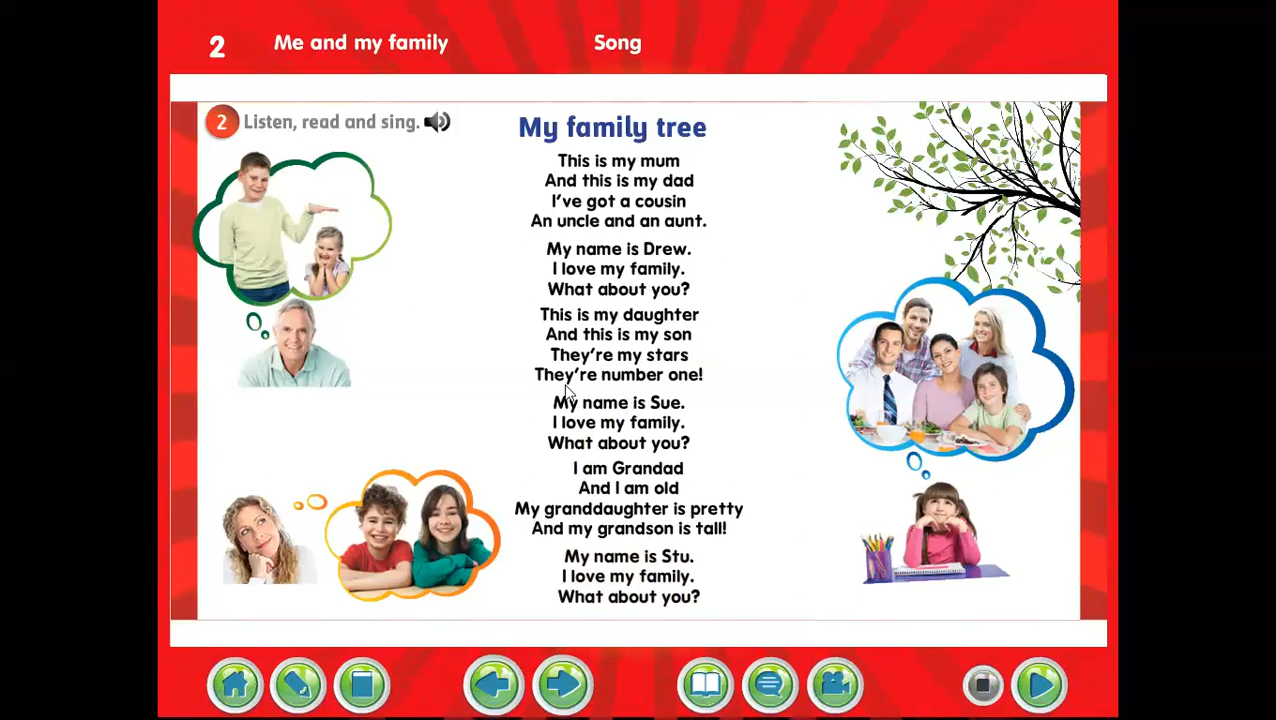 2 Me and my family Song
2 Listen, read and sing.
My family tree
This is my mum
And this is my dad
I've got a cousin
An uncle and an aunt.
My name is Drew.
I love my family.
What about you?
This is my daughter
And this is my son
They're my stars
They're number one!
My name is Sue.
I love my family.
What about you?
I am Grandad
And I am old
My granddaughter is pretty
And my grandson is tall!
My name is Stu.
I love my family.
What about you?